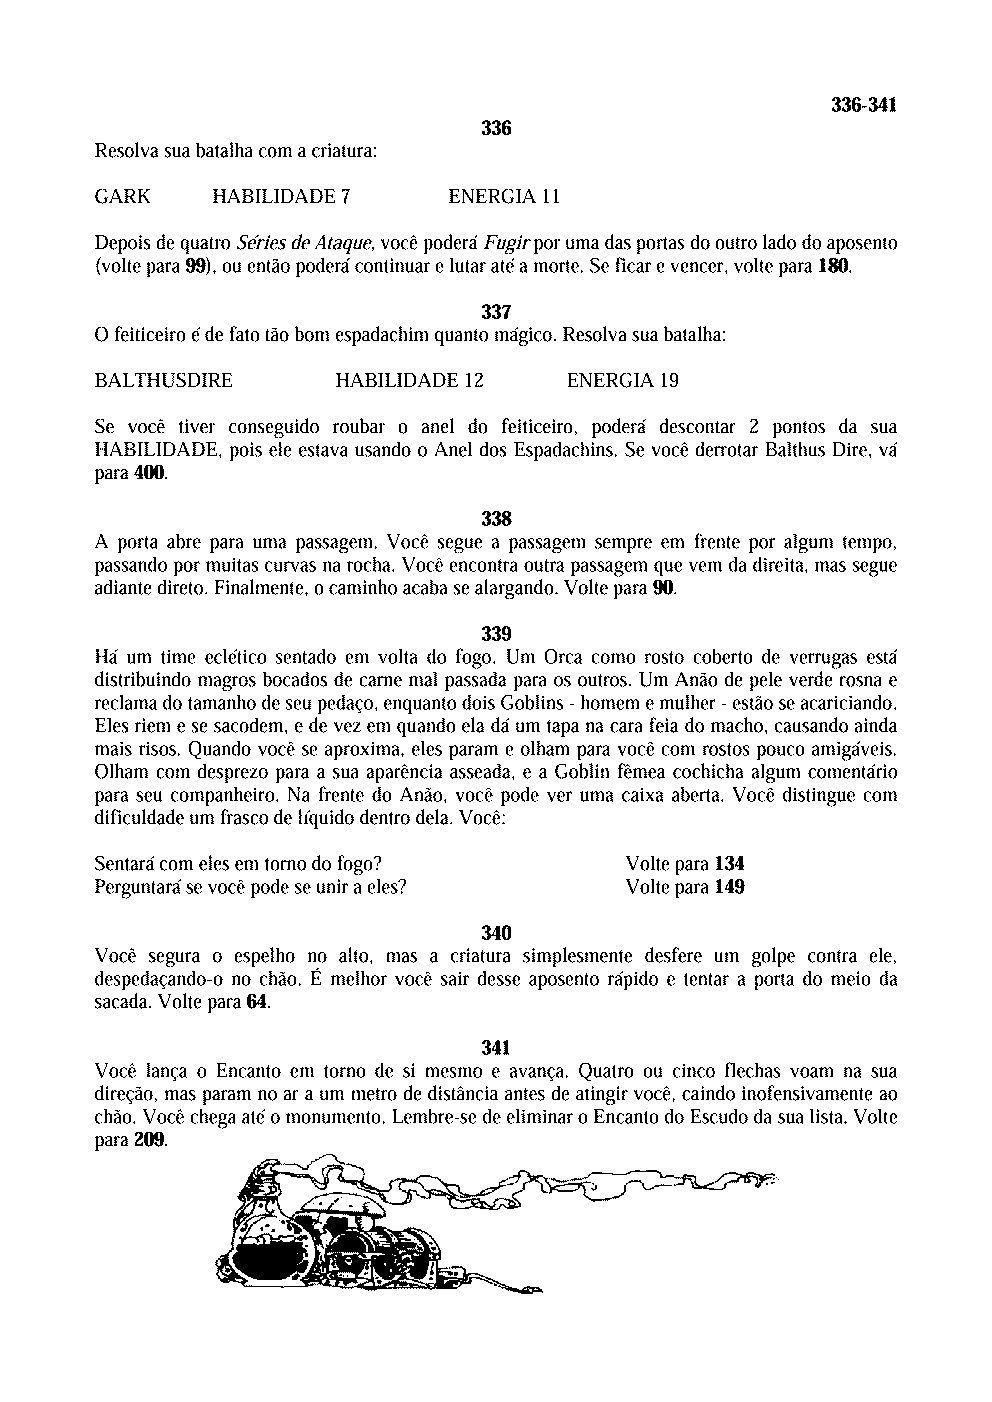 336-341
336
Resolva sua batalha com a criatura:
GARK HABILIDADE 7 ENERGIA 11
Depois de quatro Séries de Ataque, você poderá Fugir por uma das portas do outro lado do aposento
(volte para 99), ou então poderá continuar e lutar até a morte. Se ficar e vencer, volte para 180.
337
O feiticeiro é de fato tão bom espadachim quanto mágico. Resolva sua batalha:
BALTHUSDIRE HABILIDADE 12 ENERGIA 19
Se você tiver conseguido roubar o anel do feiticeiro, poderá descontar 2 pontos da sua
HABILIDADE, pois ele estava usando o Anel dos Espadachins. Se você derrotar Balthus Dire, vá
para 400.
338
A porta abre para uma passagem. Você segue a passagem sempre em frente por algum tempo,
passando por muitas curvas na rocha. Você encontra outra passagem que vem da direita, mas segue
adiante direto. Finalmente, o caminho acaba se alargando. Volte para 90.
339
Há um time eclético sentado em volta do fogo. Um Orca como rosto coberto de verrugas está
distribuindo magros bocados de carne mal passada para os outros. Um Anão de pele verde rosna e
reclama do tamanho de seu pedaço, enquanto dois Goblins - homem e mulher - estão se acariciando.
Eles riem e se sacodem, e de vez em quando ela dá um tapa na cara feia do macho, causando ainda
mais risos. Quando você se aproxima, eles param e olham para você com rostos pouco amigáveis.
Olham com desprezo para a sua aparência asseada, e a Goblin fêmea cochicha algum comentário
para seu companheiro. Na frente do Anão, você pode ver uma caixa aberta. Você distingue com
dificuldade um frasco de líquido dentro dela. Você:
Sentará com eles em torno do fogo? Volte para 134
Perguntará se você pode se unir a eles? Volte para 149
340
Você segura o espelho no alto, mas a criatura simplesmente desfere um golpe contra ele,
despedaçando-o no chão. É melhor você sair desse aposento rápido e tentar a porta do meio da
sacada. Volte para 64.
341
Você lança o Encanto em torno de si mesmo e avança. Quatro ou cinco flechas voam na sua
direção, mas param no ar a um metro de distância antes de atingir você, caindo inofensivamente ao
chão. Você chega até o monumento. Lembre-se de eliminar o Encanto do Escudo da sua lista. Volte
para 209.